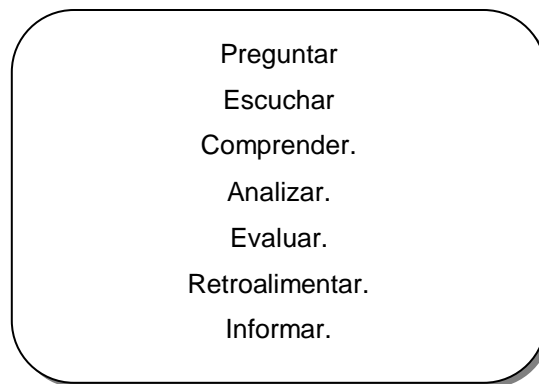 Preguntar
Escuchar
Comprender.
Analizar.
Evaluar.
Retroalimentar.
Informar.